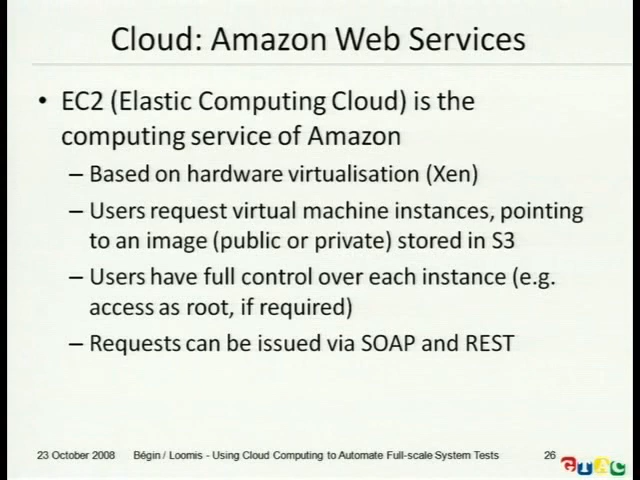 Cloud: Amazon Web Services
• EC2 (Elastic Computing Cloud) is the
computing service of Amazon
– Based on hardware virtualisation (Xen)
– Users request virtual machine instances, pointing
to an image (public or private) stored in S3
– Users have full control over each instance (e.g.
access as root, if required)
– Requests can be issued via SOAP and REST
23 October 2008 Bégin / Loomis - Using Cloud Computing to Automate Full-scale System Tests 26
GTAC